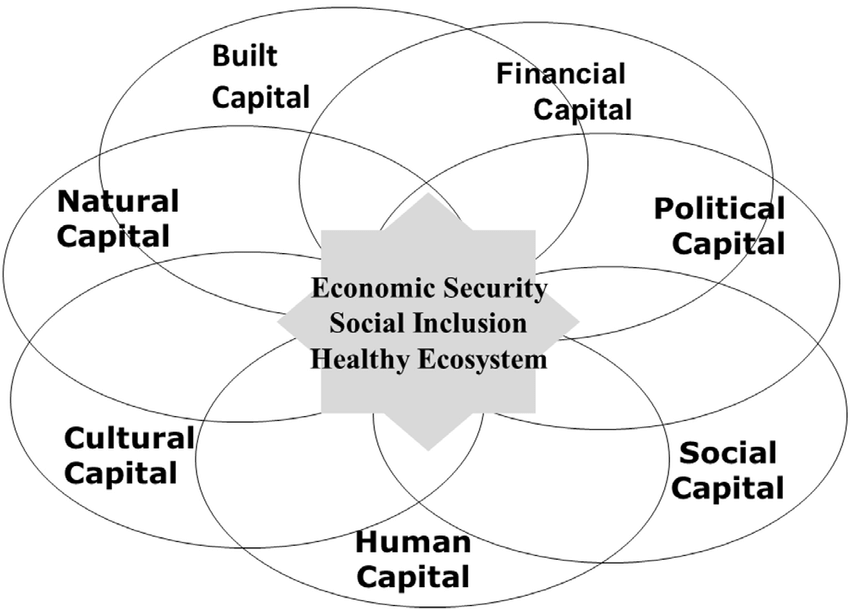 Built
Capital
Financial
Capital
Natural
Capital
Political
Capital
Economic Security
Social Inclusion
Healthy Ecosystem
Cultural
Capital
Social
Capital
Human
Capital